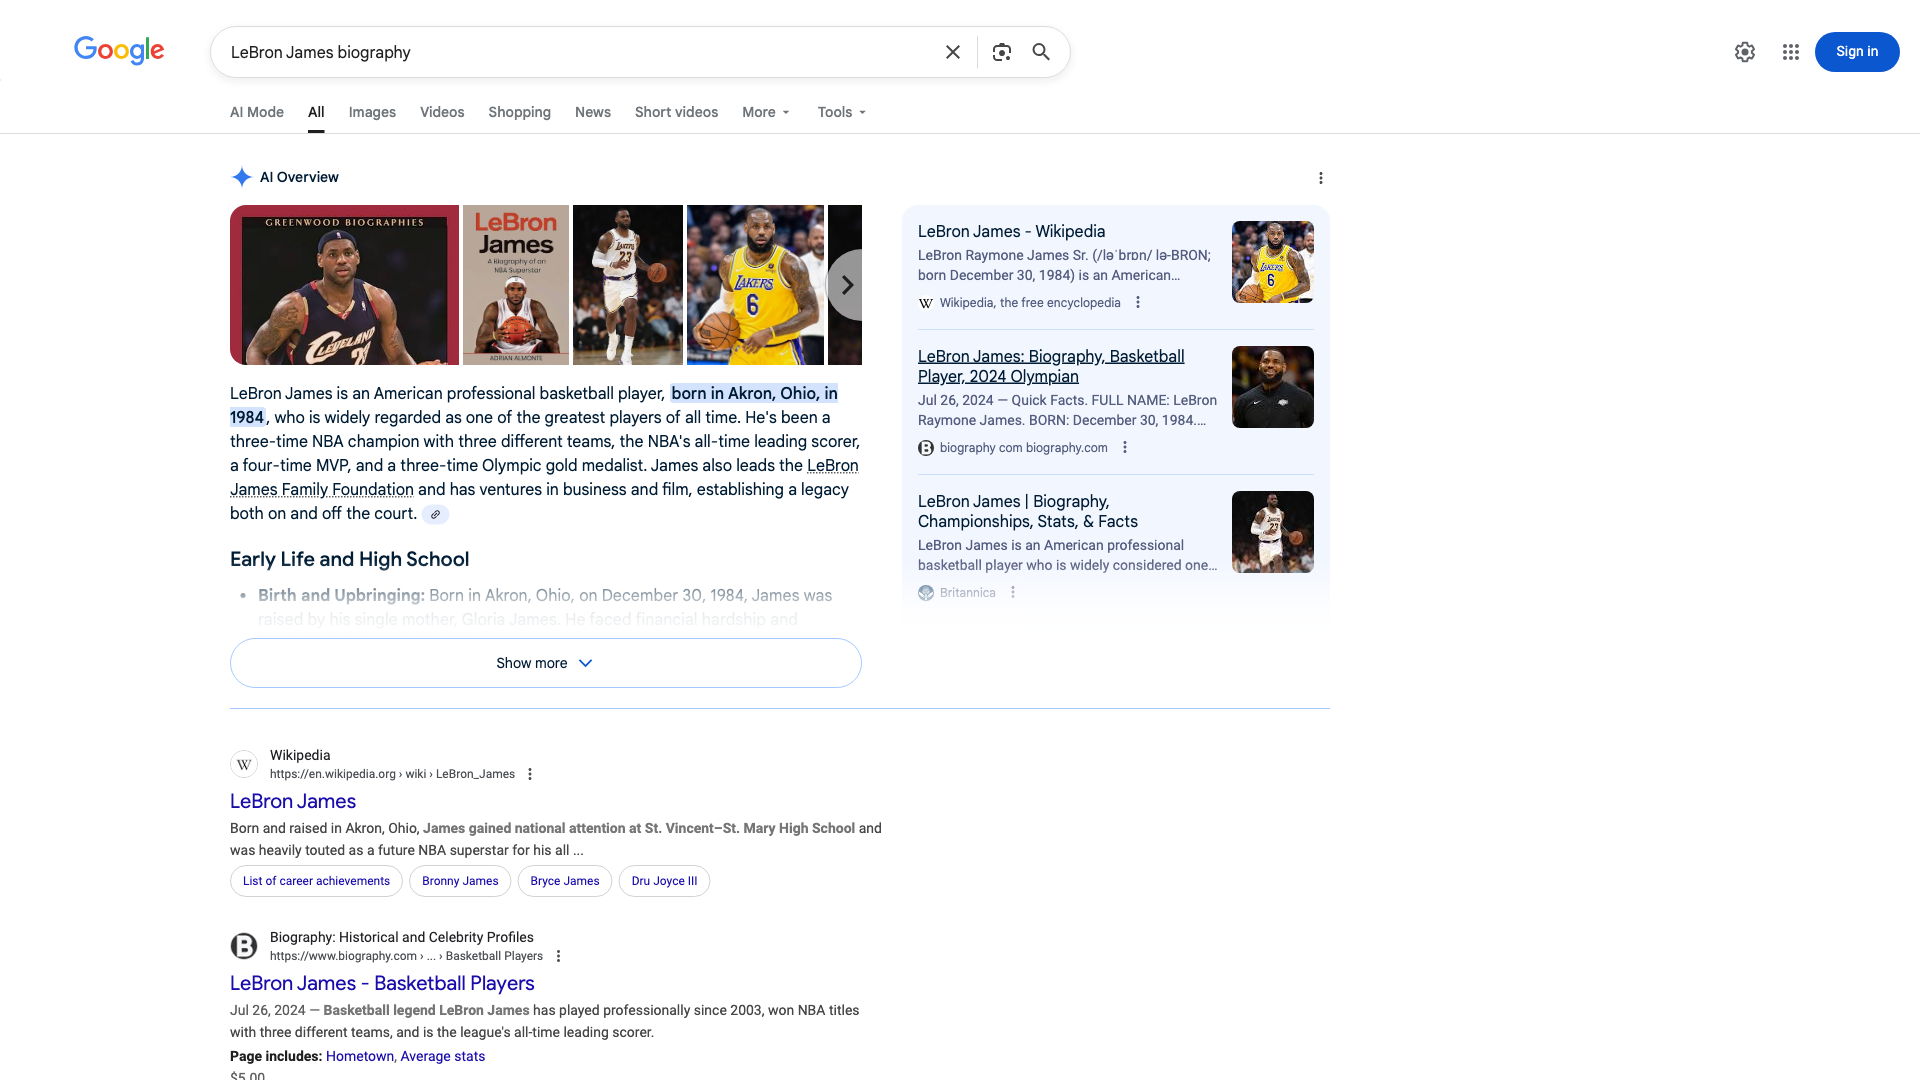 Google
LeBron James biography
Sign in
AI Mode
All
Images
Videos
Shopping
News
Short videos
More
Tools
AI Overview
GREENWOOD BIOGRAPHIES
CLEVELAND
LeBron
James
A Biography of an
NBA Superstar
ADRIAN ALMONTE
LAKERS
23
LAKERS
6
LeBron James is an American professional basketball player, born in Akron, Ohio, in
1984, who is widely regarded as one of the greatest players of all time. He's been a
three-time NBA champion with three different teams, the NBA's all-time leading scorer,
a four-time MVP, and a three-time Olympic gold medalist. James also leads the LeBron
James Family Foundation and has ventures in business and film, establishing a legacy
both on and off the court.
Early Life and High School
• Birth and Upbringing: Born in Akron, Ohio, on December 30, 1984, James was
raised by his single mother, Gloria James. He faced financial hardship and
Show more
LeBron James - Wikipedia
LeBron Raymone James Sr. (/ləˈbrɒn/ lə-BRON;
born December 30, 1984) is an American...
W Wikipedia, the free encyclopedia
LeBron James: Biography, Basketball
Player, 2024 Olympian
Jul 26, 2024 — Quick Facts. FULL NAME: LeBron
Raymone James. BORN: December 30, 1984....
B biography com biography.com
LeBron James | Biography,
Championships, Stats, & Facts
LeBron James is an American professional
basketball player who is widely considered one...
Britannica
W
Wikipedia
https://en.wikipedia.org › wiki › LeBron_James
LeBron James
Born and raised in Akron, Ohio, James gained national attention at St. Vincent–St. Mary High School and
was heavily touted as a future NBA superstar for his all ...
List of career achievements
Bronny James
Bryce James
Dru Joyce III
B
Biography: Historical and Celebrity Profiles
https://www.biography.com › ... › Basketball Players
LeBron James - Basketball Players
Jul 26, 2024 — Basketball legend LeBron James has played professionally since 2003, won NBA titles
with three different teams, and is the league's all-time leading scorer.
Page includes: Hometown, Average stats
$5.00